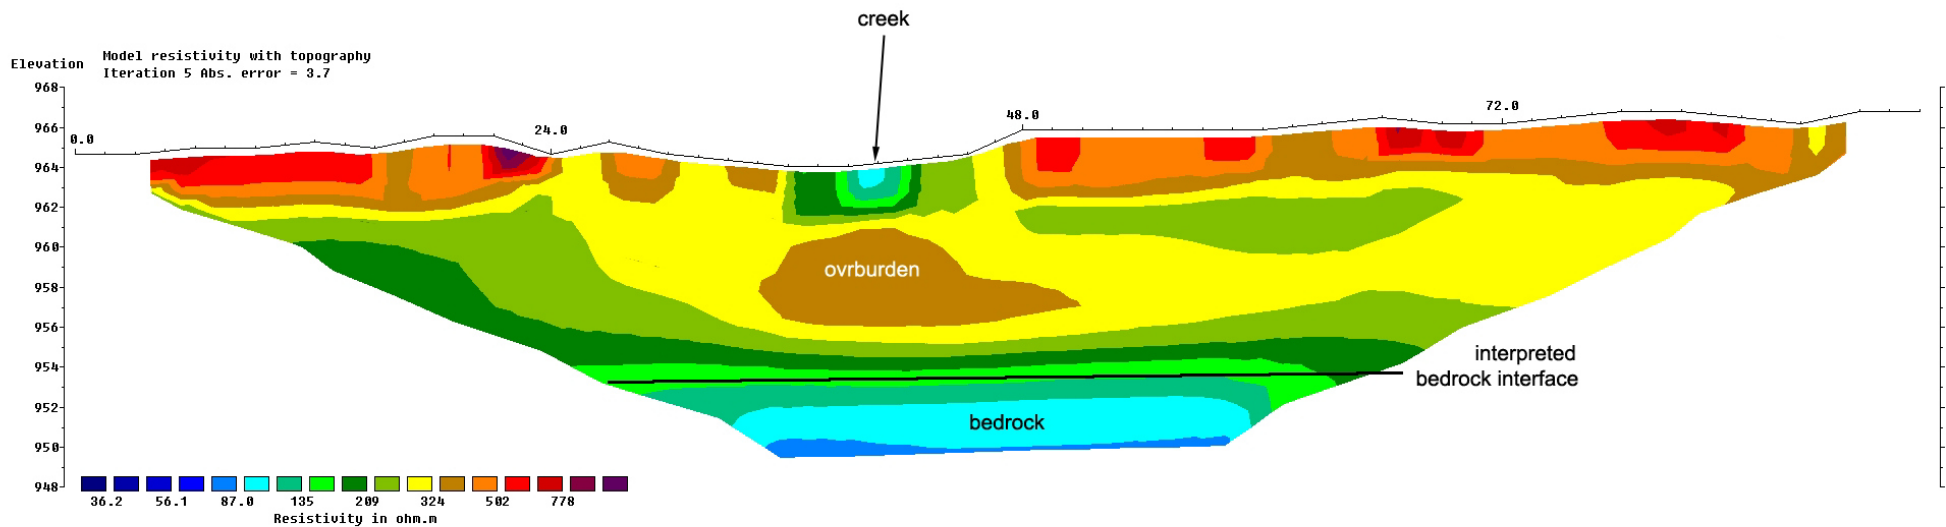 creek
Model resistivity with topography
Elevation
Iteration 5 Abs. error = 3.7
968
966
0.0
24.0
48.0
72.0
964
962
960
ovrburden
958
956
954
interpreted
bedrock interface
952
bedrock
950
948
36.2 56.1 87.0 135 209 324 502 778
Resistivity in ohm.m